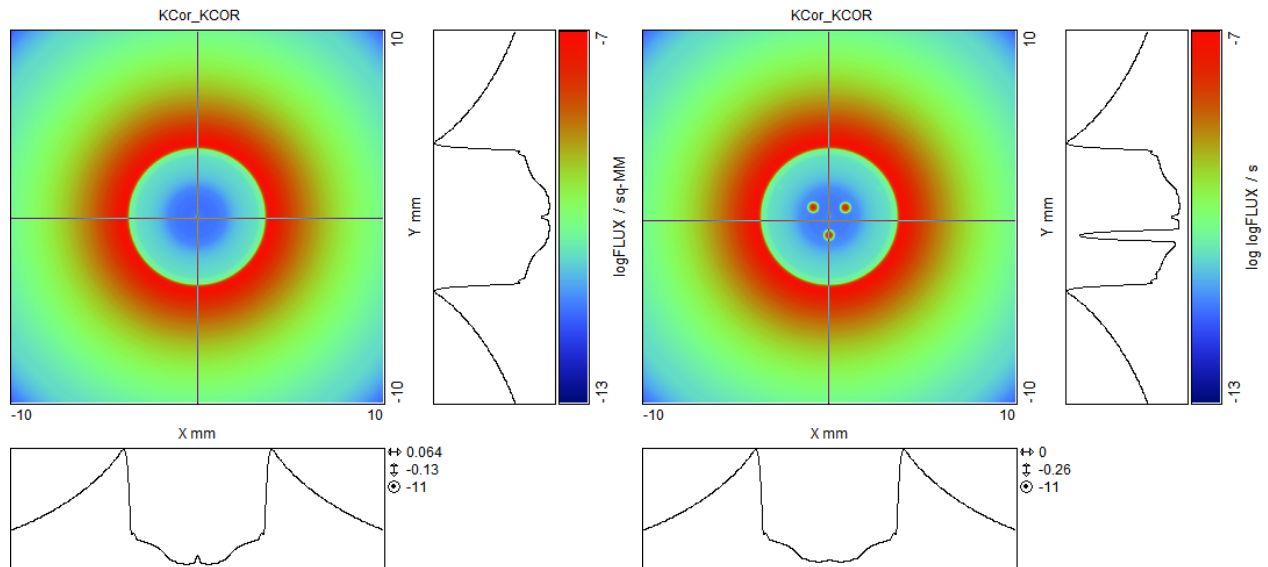 KCor_KCOR
10
-10
Y mm
-10
10
X mm
-7
-13
logFLUX / sq-MM
0.064
-0.13
-11
KCor_KCOR
10
-10
Y mm
-10
10
X mm
-7
-13
log logFLUX / s
0
-0.26
-11